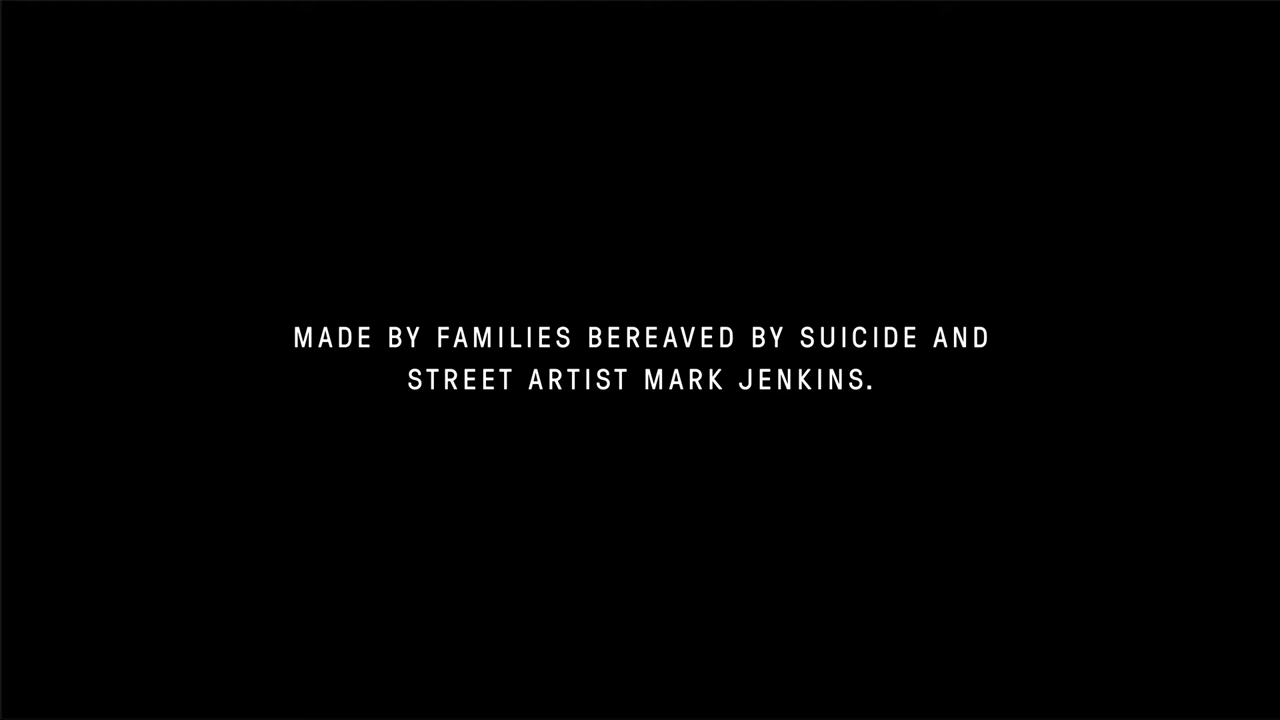 MADE BY FAMILIES BEREAVED BY SUICIDE AND
STREET ARTIST MARK JENKINS.